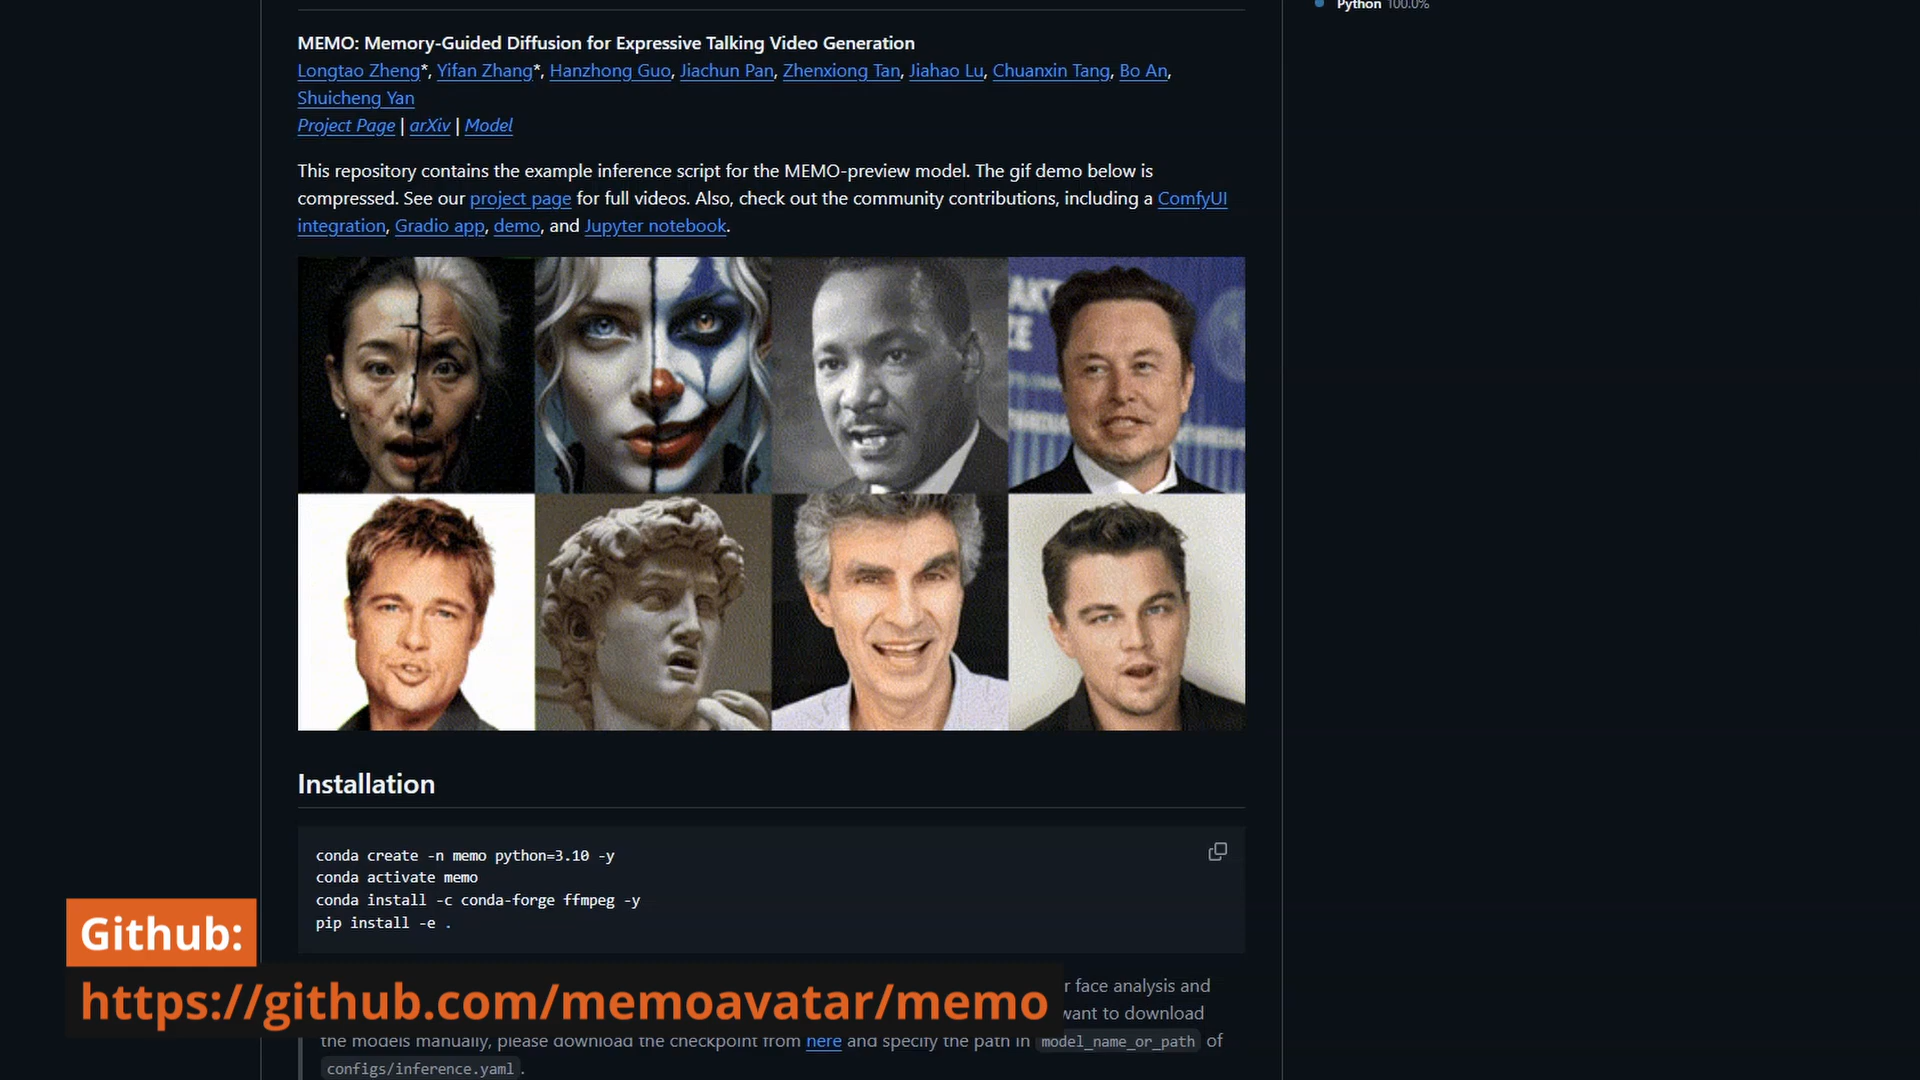 Python 100.0%
MEMO: Memory-Guided Diffusion for Expressive Talking Video Generation
Longtao Zheng*, Yifan Zhang*, Hanzhong Guo, Jiachun Pan, Zhenxiong Tan, Jiahao Lu, Chuanxin Tang, Bo An,
Shuicheng Yan
Project Page | arXiv | Model
This repository contains the example inference script for the MEMO-preview model. The gif demo below is
compressed. See our project page for full videos. Also, check out the community contributions, including a ComfyUI
integration, Gradio app, demo, and Jupyter notebook.
Installation
conda create -n memo python=3.10 -y
conda activate memo
conda install -c conda-forge ffmpeg -y
pip install -e .
Github:
https://github.com/memoavatar/memo
r face analysis and
want to download
the models manually, please download the checkpoint from here and specify the path in model_name_or_path of
configs/inference.yaml.